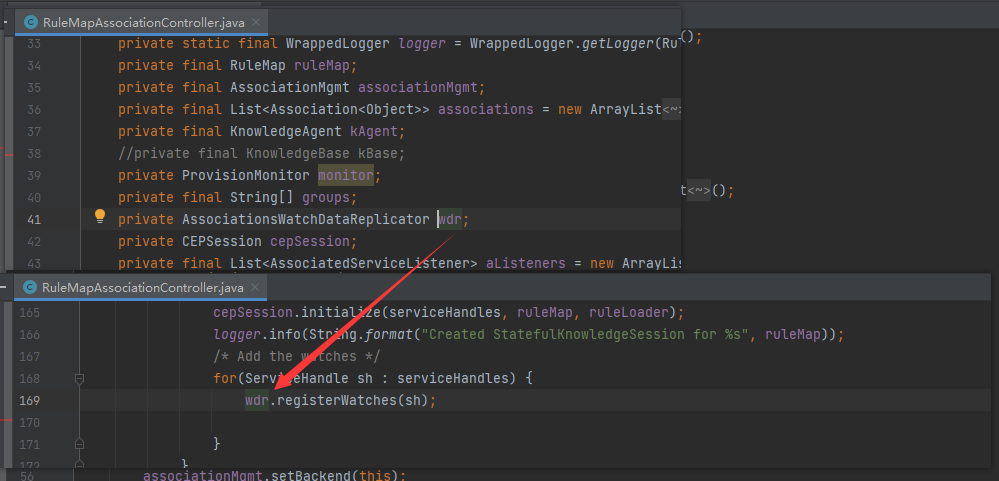 RuleMapAssociationController.java
33 private static final WrappedLogger logger = WrappedLogger.getLogger(Ru ();
34 private final RuleMap ruleMap;
35 private final AssociationMgmt associationMgmt;
36 private final List<Association<Object>> associations = new ArrayList<~>
37 private final KnowledgeAgent kAgent;
38 //private final KnowledgeBase kBase;
39 private ProvisionMonitor monitor;
40 private final String[] groups; t<~>();
41 private AssociationsWatchDataReplicator wdr;
42 private CEPSession cepSession;
43 private final List<AssociatedServiceListener> aListeners = new ArrayList
RuleMapAssociationController.java
165 cepSession.initialize(serviceHandles, ruleMap, ruleLoader);
166 logger.info(String.format("Created StatefulKnowledgeSession for %s", ruleMap));
167 /* Add the watches */
168 for(ServiceHandle sh : serviceHandles) {
169 wdr.registerWatches(sh);
170
171 }
172 }
56 associationMgmt.setBackend(this);